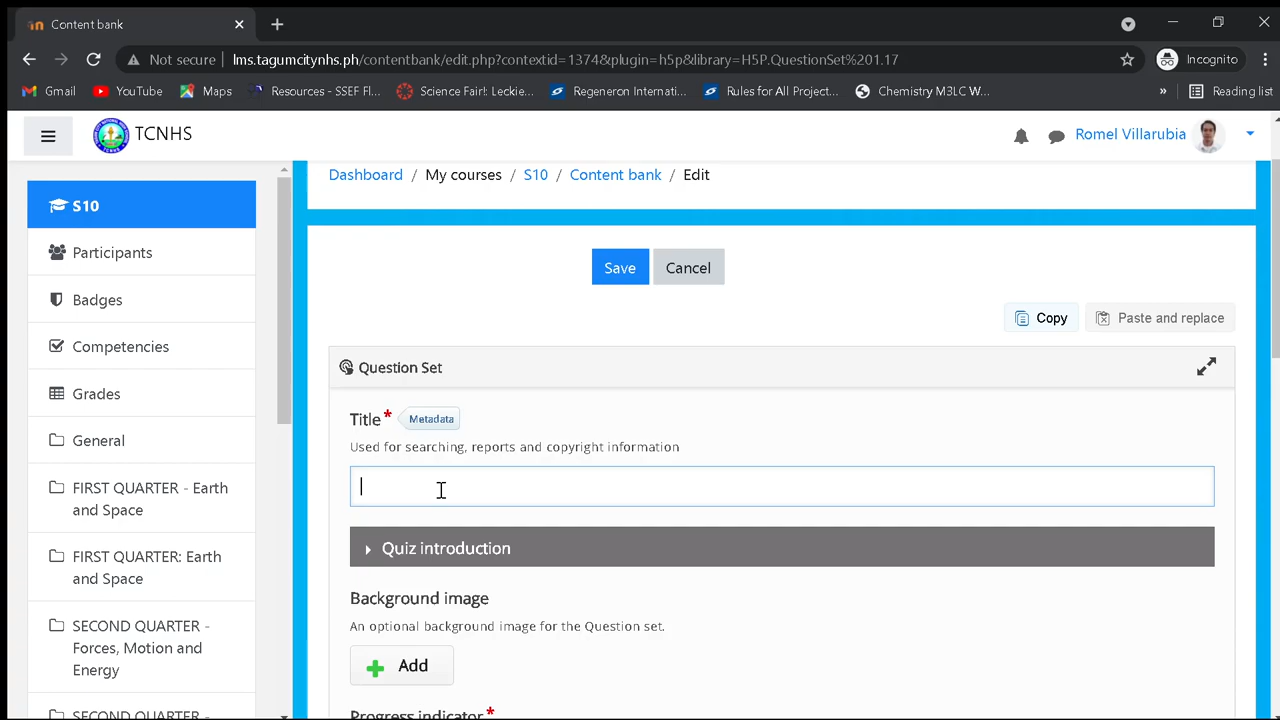 Content bank
Not secure
lms.tagumcitynhs.ph/contentbank/edit.php?contextid=1374&plugin=h5p&library=H5P.QuestionSet%201.17
Incognito
Gmail
YouTube
Maps
Resources - SSEF Fl...
Science Fair!: Leckie...
Regeneron Internati...
Rules for All Project...
Chemistry M3LC W...
»
Reading list
TCNHS
Romel Villarubia
Dashboard / My courses / S10 / Content bank / Edit
S10
Participants
Badges
Competencies
Grades
General
FIRST QUARTER - Earth
and Space
FIRST QUARTER: Earth
and Space
SECOND QUARTER -
Forces, Motion and
Energy
SECOND QUARTER -
Save
Cancel
Copy
Paste and replace
Question Set
Title*
Metadata
Used for searching, reports and copyright information
Quiz introduction
Background image
An optional background image for the Question set.
Add
Progress indicator*